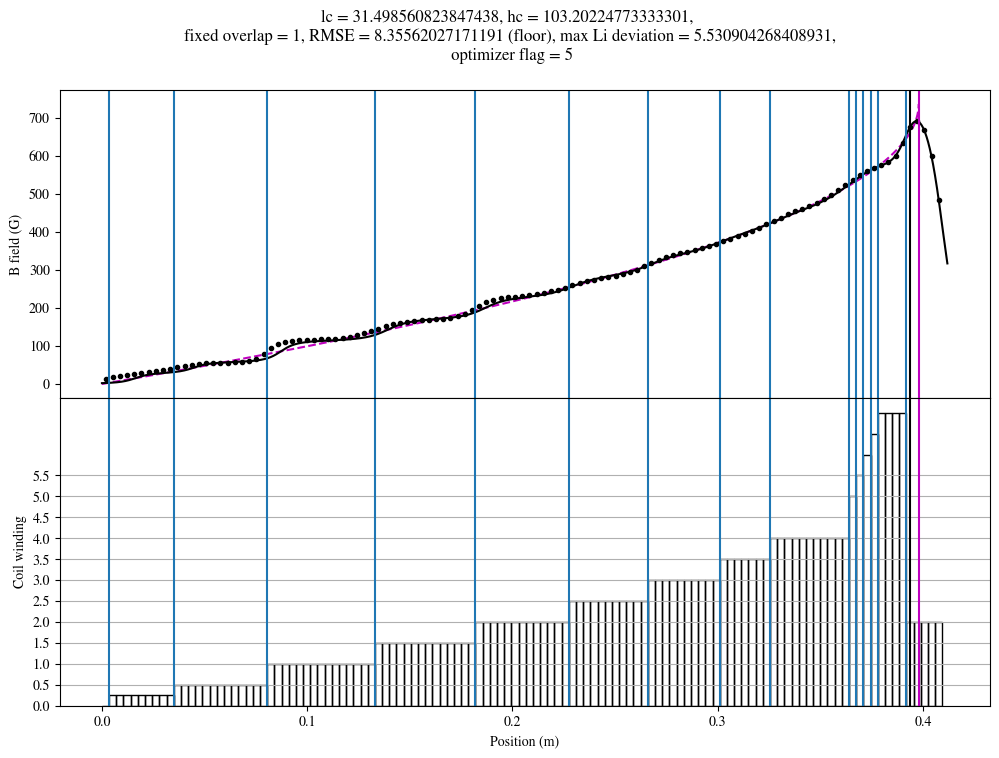 lc = 31.498560823847438, hc = 103.20224773333301,
fixed overlap = 1, RMSE = 8.35562027171191 (floor), max Li deviation = 5.530904268408931,
optimizer flag = 5
700
600
500
400
300
200
100
0
B field (G)
5.5
5.0
4.5
4.0
3.5
3.0
2.5
2.0
1.5
1.0
0.5
0.0
Coil winding
0.0 0.1 0.2 0.3 0.4
Position (m)